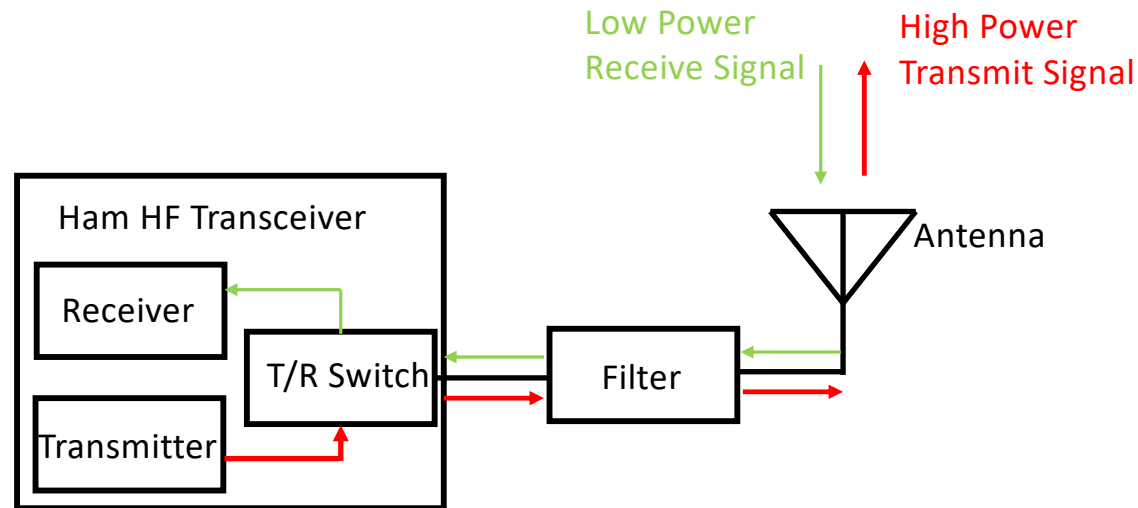 Low Power
Receive Signal
High Power
Transmit Signal
Ham HF Transceiver
Antenna
Receiver
T/R Switch
Filter
Transmitter